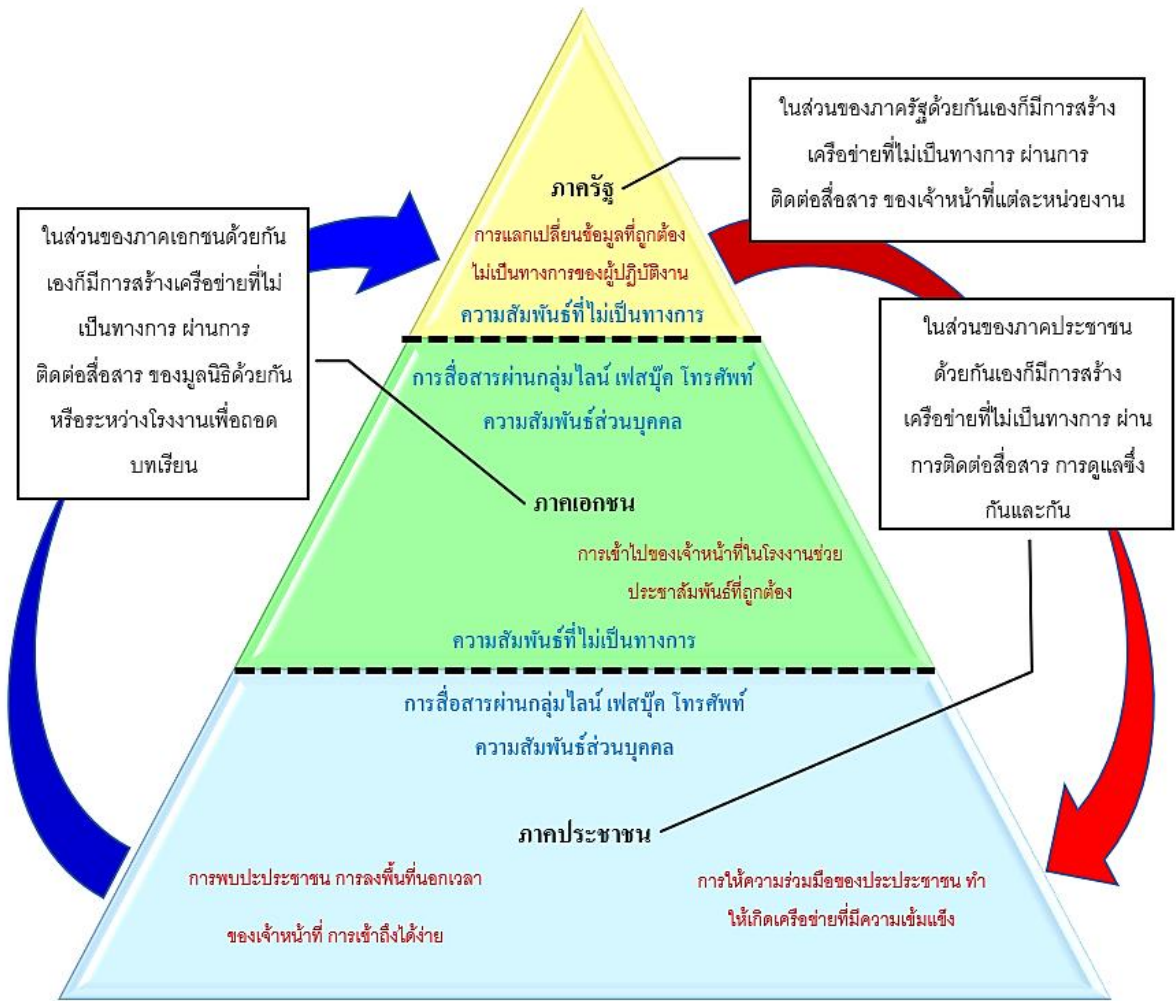 ในส่วนของภาครัฐด้วยกันเองก็มีการสร้าง
เครือข่ายที่ไม่เป็นทางการ ผ่านการ
ติดต่อสื่อสาร ของเจ้าหน้าที่แต่ละหน่วยงาน
ภาครัฐ
การแลกเปลี่ยนข้อมูลที่ถูกต้อง
ไม่เป็นทางการของผู้ปฏิบัติงาน
ความสัมพันธ์ที่ไม่เป็นทางการ
ในส่วนของภาคเอกชนด้วยกัน
เองก็มีการสร้างเครือข่ายที่ไม่
เป็นทางการ ผ่านการ
ติดต่อสื่อสาร ของมูลนิธิด้วยกัน
หรือระหว่างโรงงานเพื่อถอด
บทเรียน
ในส่วนของภาคประชาชน
ด้วยกันเองก็มีการสร้าง
เครือข่ายที่ไม่เป็นทางการ ผ่าน
การติดต่อสื่อสาร การดูแลซึ่ง
กันและกัน
การสื่อสารผ่านกลุ่มไลน์ เฟสบุ๊ค โทรศัพท์
ความสัมพันธ์ส่วนบุคคล
ภาคเอกชน
การเข้าไปของเจ้าหน้าที่ในโรงงานช่วย
ประชาสัมพันธ์ที่ถูกต้อง
ความสัมพันธ์ที่ไม่เป็นทางการ
การสื่อสารผ่านกลุ่มไลน์ เฟสบุ๊ค โทรศัพท์
ความสัมพันธ์ส่วนบุคคล
ภาคประชาชน
การพบปะประชาชน การลงพื้นที่นอกเวลา
ของเจ้าหน้าที่ การเข้าถึงได้ง่าย
การให้ความร่วมมือของประประชาชน ทำ
ให้เกิดเครือข่ายที่มีความเข้มแข็ง